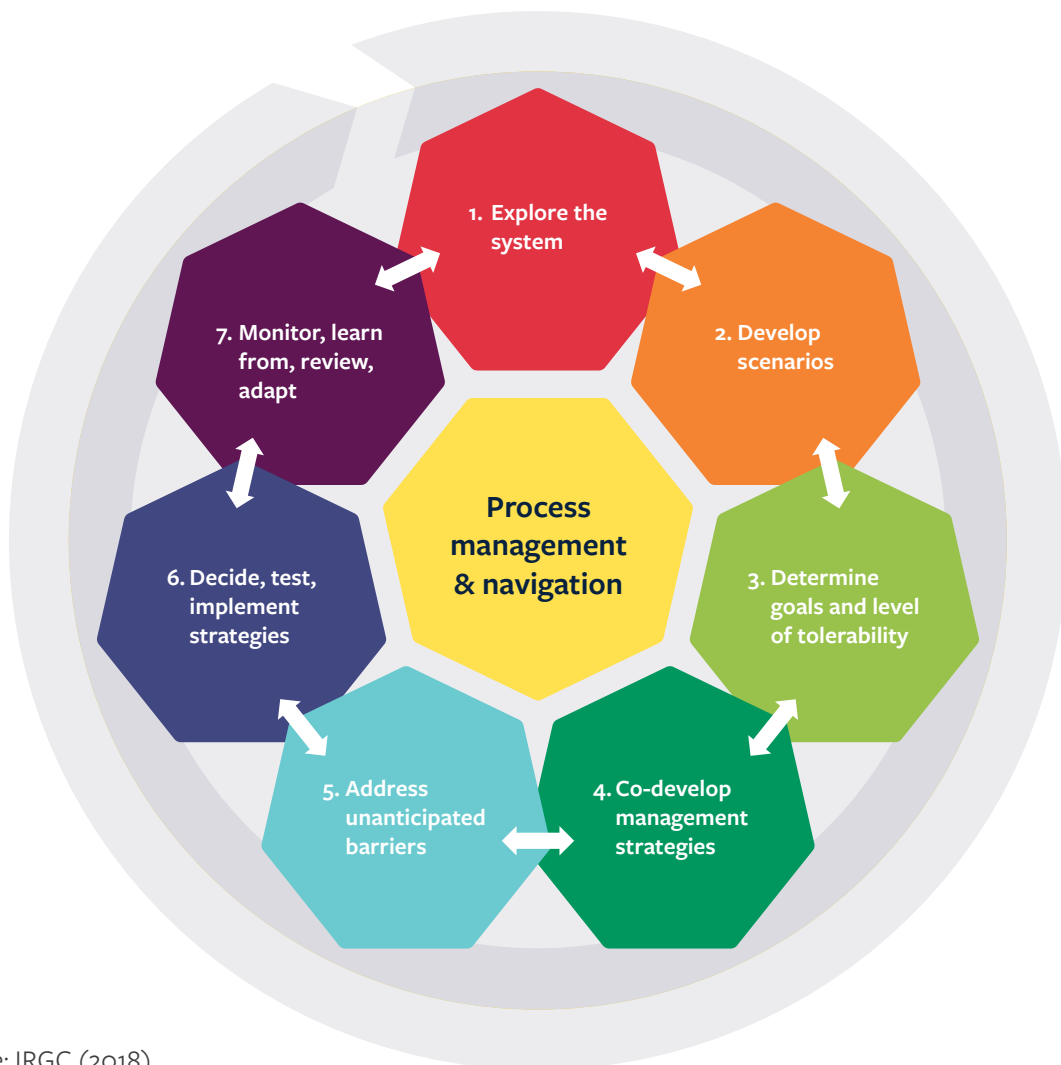 1. Explore the
system
2. Develop
scenarios
3. Determine
goals and level
of tolerability
4. Co-develop
management
strategies
5. Address
unanticipated
barriers
6. Decide, test,
implement
strategies
7. Monitor, learn
from, review,
adapt
Process
management
& navigation
e: IRGC (2018)